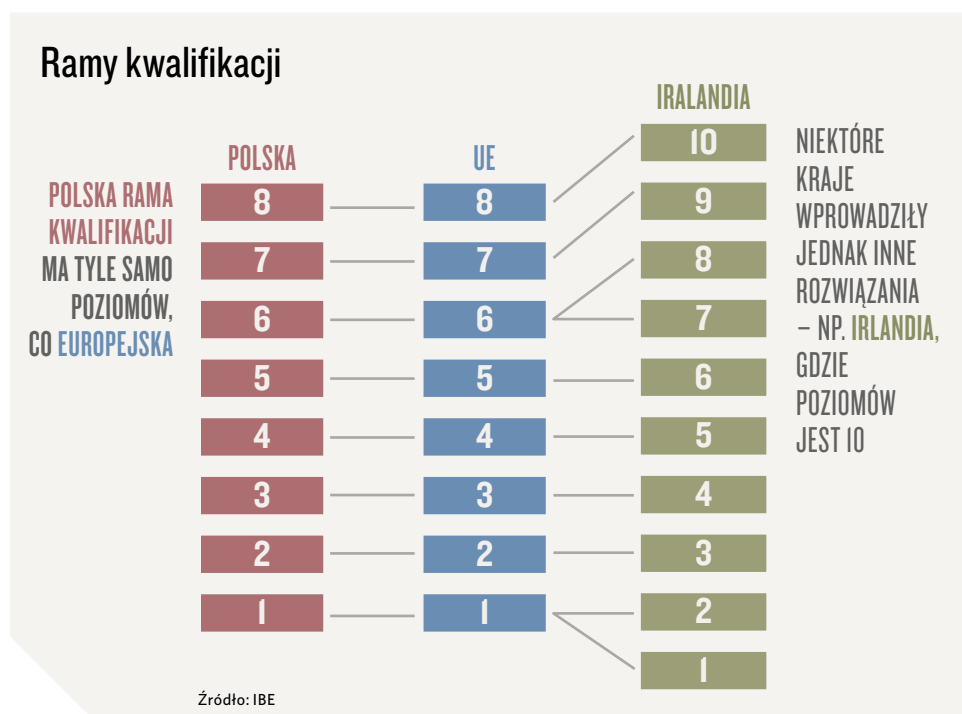 Ramy kwalifikacji
POLSKA RAMA
KWALIFIKACJI
MA TYLE SAMO
POZIOMÓW,
CO EUROPEJSKA
POLSKA
8
7
6
5
4
3
2
1
UE
8
7
6
5
4
3
2
1
IRALANDIA
10
9
8
7
6
5
4
3
2
1
NIEKTÓRE
KRAJE
WPROWADZIŁY
JEDNAK INNE
ROZWIĄZANIA
– NP. IRLANDIA,
GDZIE
POZIOMÓW
JEST 10
Źródło: IBE